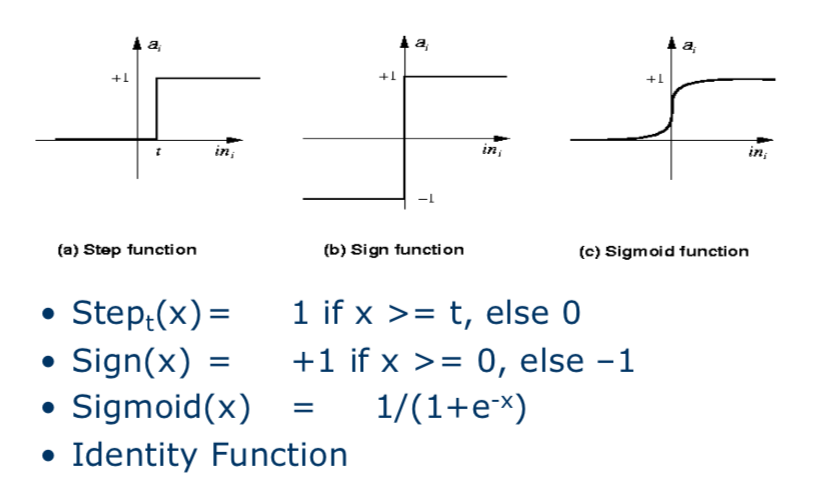 a_i
+1
t
in_i
a_i
+1
in_i
−1
a_i
+1
in_i
(a) Step function
(b) Sign function
(c) Sigmoid function
• Step_t(x) = 1 if x >= t, else 0
• Sign(x) = +1 if x >= 0, else –1
• Sigmoid(x) = 1/(1+e^-x)
• Identity Function